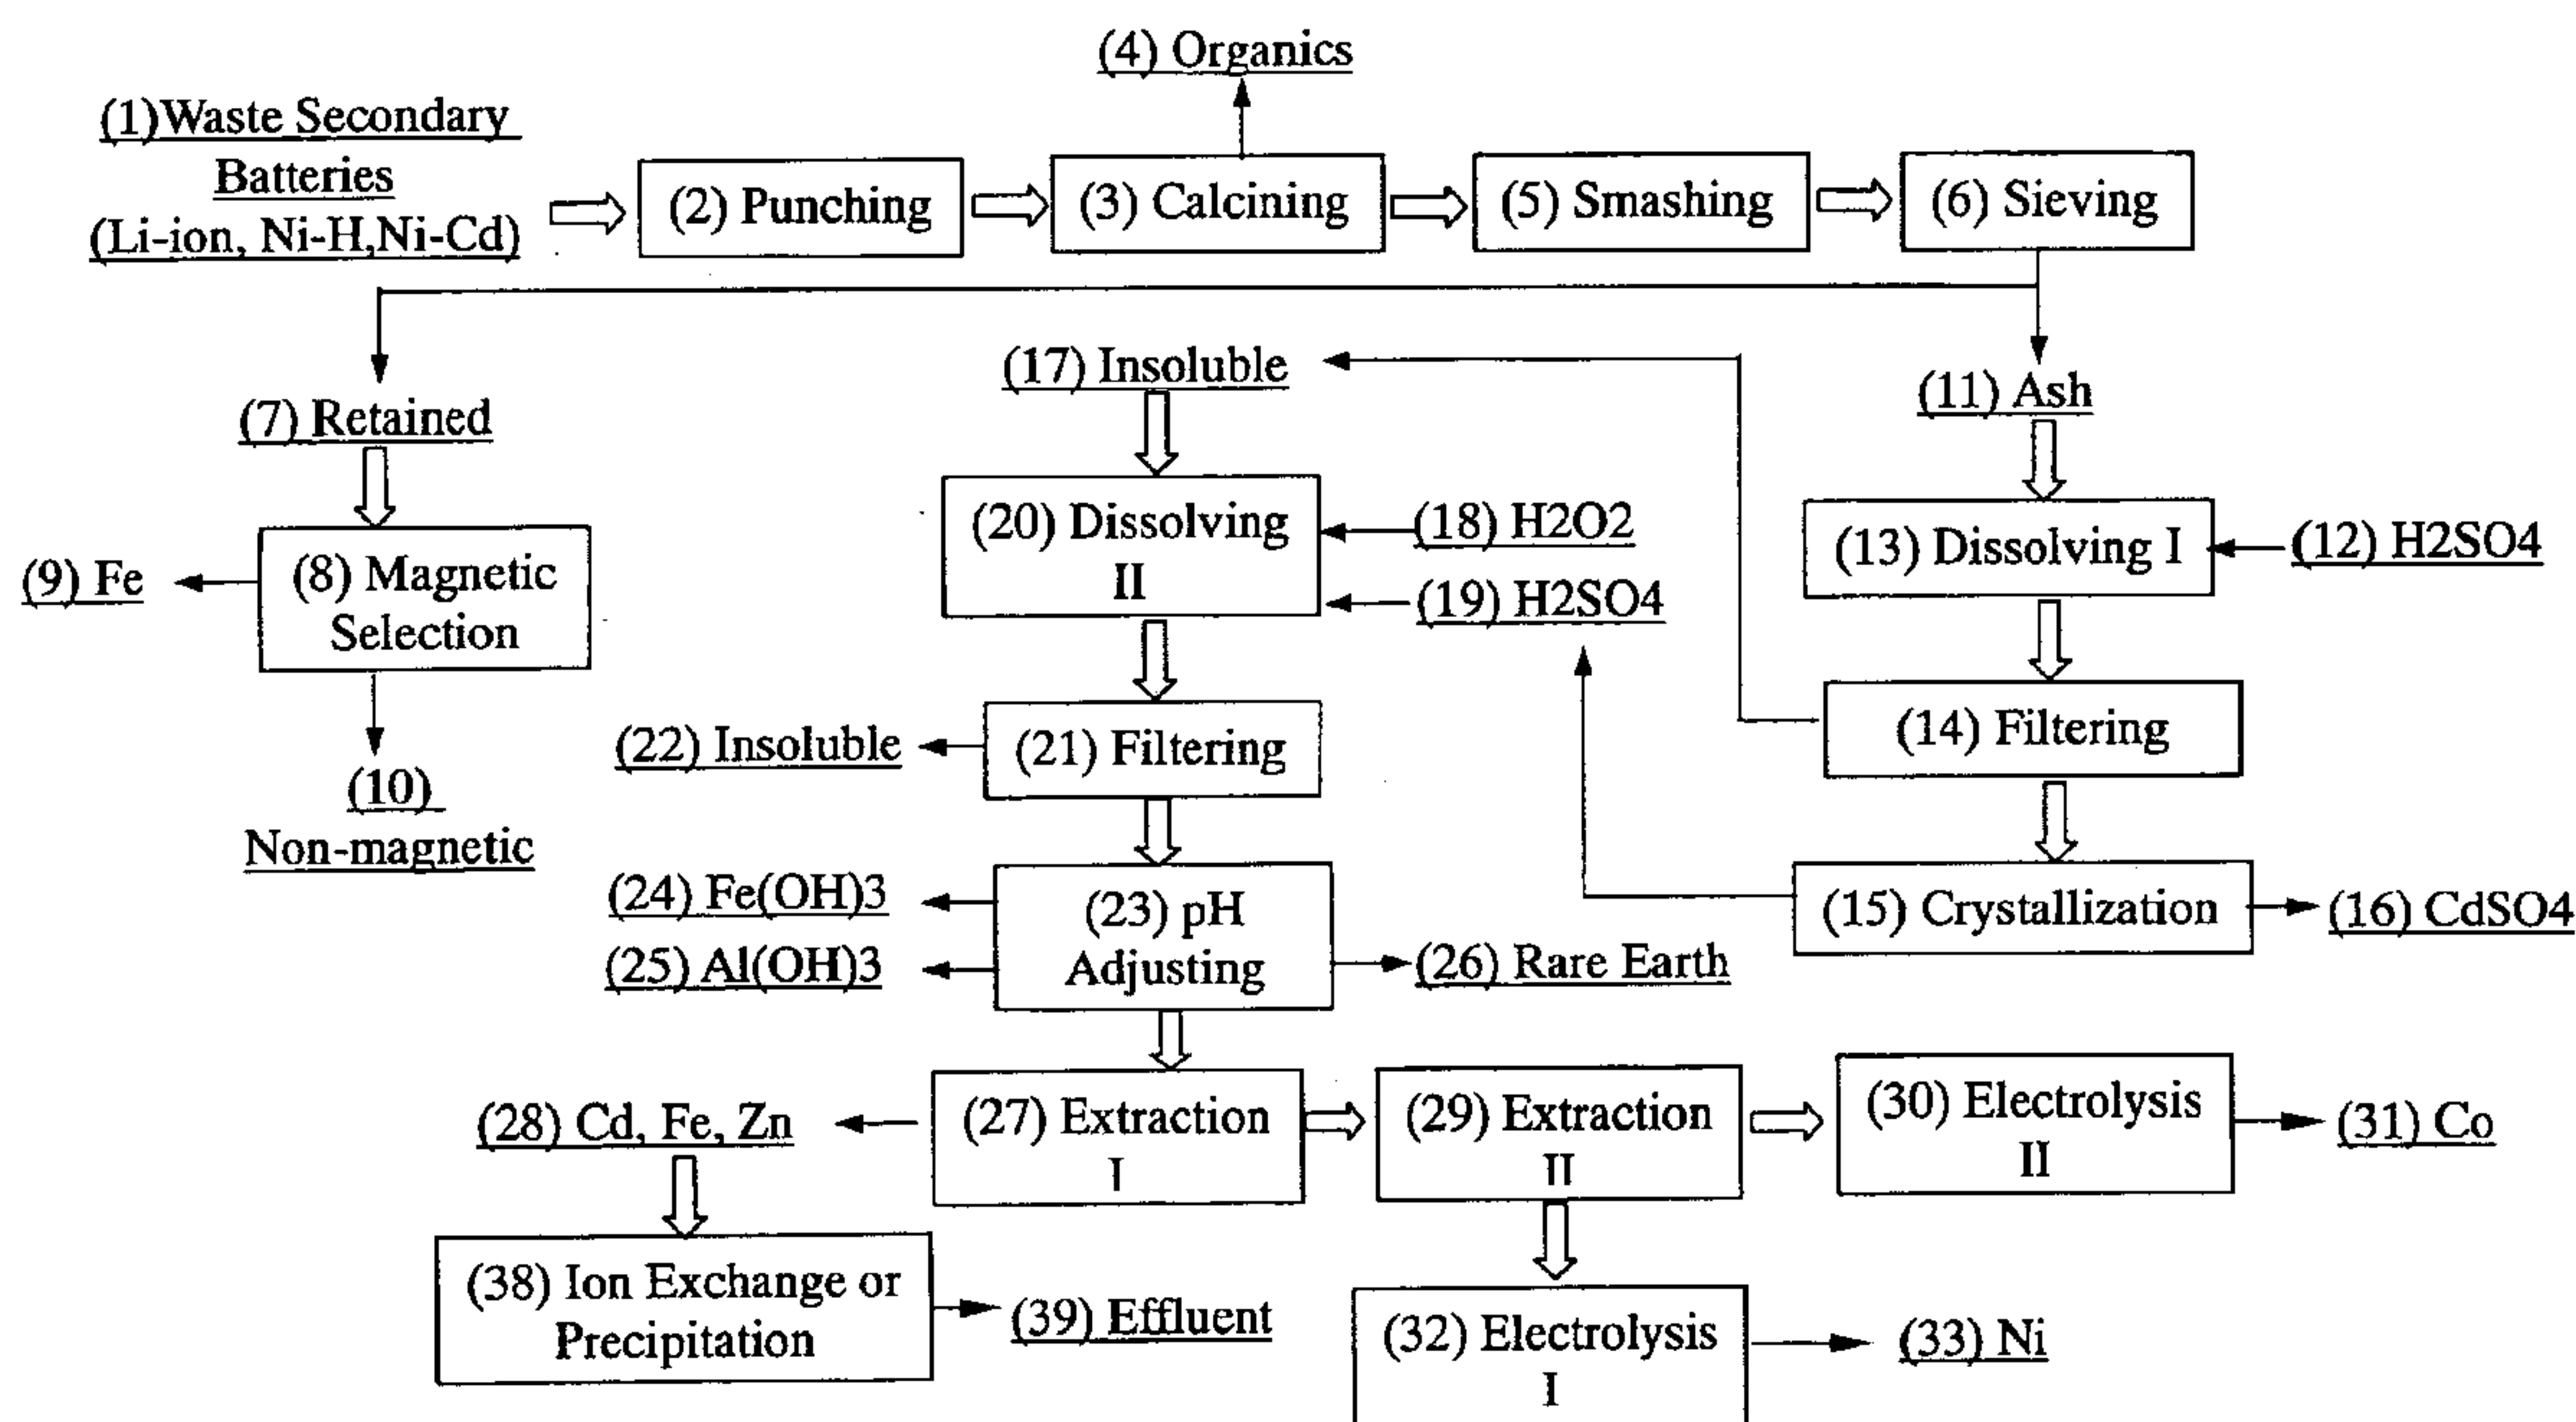 (4) Organics
(1)Waste Secondary
Batteries
(Li-ion, Ni-H,Ni-Cd)
(2) Punching
(3) Calcining
(5) Smashing
(6) Sieving
(7) Retained
(17) Insoluble
(11) Ash
(8) Magnetic
Selection
(9) Fe
(10)
Non-magnetic
(20) Dissolving
II
(18) H2O2
(19) H2SO4
(13) Dissolving I
(12) H2SO4
(14) Filtering
(22) Insoluble
(21) Filtering
(15) Crystallization
(16) CdSO4
(24) Fe(OH)3
(25) Al(OH)3
(23) pH
Adjusting
(26) Rare Earth
(28) Cd, Fe, Zn
(27) Extraction
I
(29) Extraction
II
(30) Electrolysis
II
(31) Co
(38) Ion Exchange or
Precipitation
(39) Effluent
(32) Electrolysis
I
(33) Ni